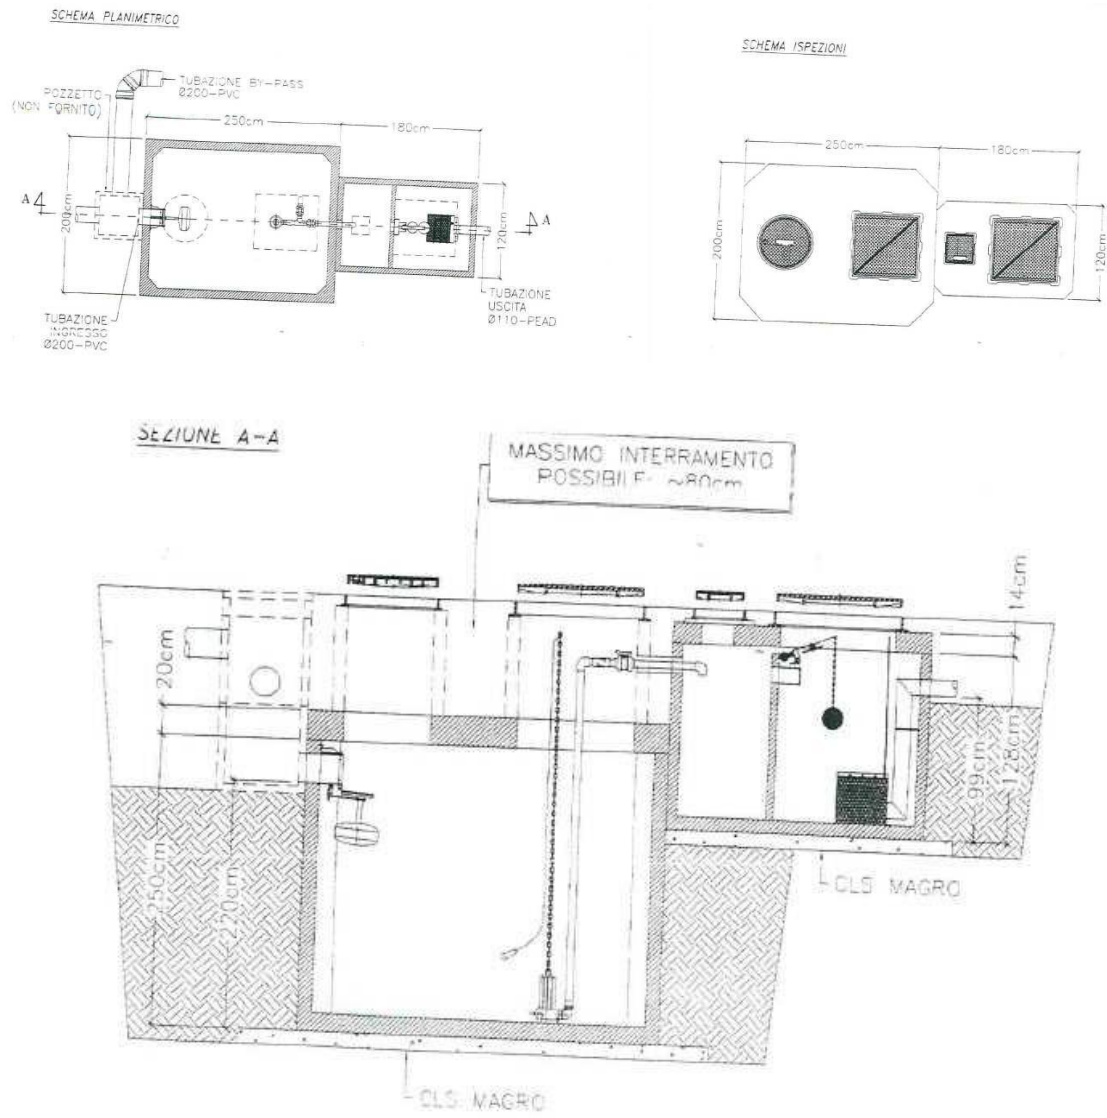 SCHEMA PLANIMETRICO
TUBAZIONE BY-PASS
Ø200-PVC
POZZETTO
(NON FORNITO)
250cm
180cm
A
A
200cm
120cm
TUBAZIONE
USCITA
Ø110-PEAD
TUBAZIONE
INGRESSO
Ø200-PVC
SCHEMA ISPEZIONI
250cm
180cm
200cm
120cm
SEZIONE A-A
MASSIMO INTERRAMENTO
POSSIBILE: ~80cm
14cm
20cm
99cm
128cm
250cm
220cm
CLS MAGRO
CLS MAGRO